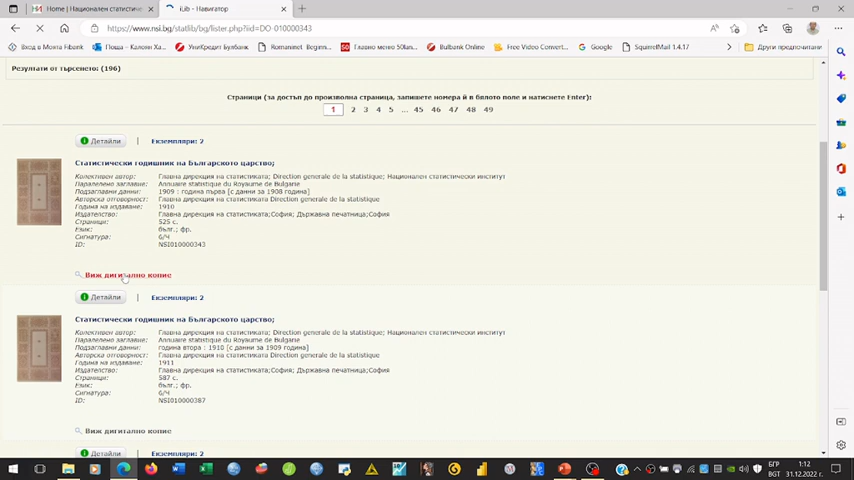 Home | Национален статистиче
iLib - Навигатор
https://www.nsi.bg/statlib/bg/lister.php?iid=DO-010000343
Вход в Мотка Fibank
Поща – Калоян Хa...
УниКредит Булбанк
Romaninet Beginn...
Главно меню 50lan...
Bulbank Online
Free Video Convert...
Google
SquirrelMail 1.4.17
Други предпочитани
Резултати от търсенето: (196)
Страници (за достъп до произволна страница, запишете номера й в бялото поле и натиснете Enter):
1 2 3 4 5 ... 45 46 47 48 49
Детайли | Екземпляри: 2
Статистически годишник на Българското царство;
Колективен автор: Главна дирекция на статистиката; Direction generale de la statistique; Национален статистически институт
Паралелно заглавие: Annuaire statistique du Royaume de Bulgarie
Подзаглавни данни: 1909 : година първа [с данни за 1908 година]
Авторска отговорност: Главна дирекция на статистиката Direction generale de la statistique
Година на издаване: 1910
Издателство: Главна дирекция на статистиката;София; Държавна печатница;София
Страници: 525 с.
Език: бълг.; фр.
Сигнатура: 6/Ч
ID: NSI010000343
Виж дигитално копие
Детайли | Екземпляри: 2
Статистически годишник на Българското царство;
Колективен автор: Главна дирекция на статистиката; Direction generale de la statistique; Национален статистически институт
Паралелно заглавие: Annuaire statistique du Royaume de Bulgarie
Подзаглавни данни: година втора : 1910 [с данни за 1909 година]
Авторска отговорност: Главна дирекция на статистиката Direction generale de la statistique
Година на издаване: 1911
Издателство: Главна дирекция на статистиката;София; Държавна печатница;София
Страници: 587 с.
Език: бълг.; фр.
Сигнатура: 6/Ч
ID: NSI010000387
Виж дигитално копие
Детайли | Екземпляри: 2
БГР
BGT
1:12
31.12.2022 г.